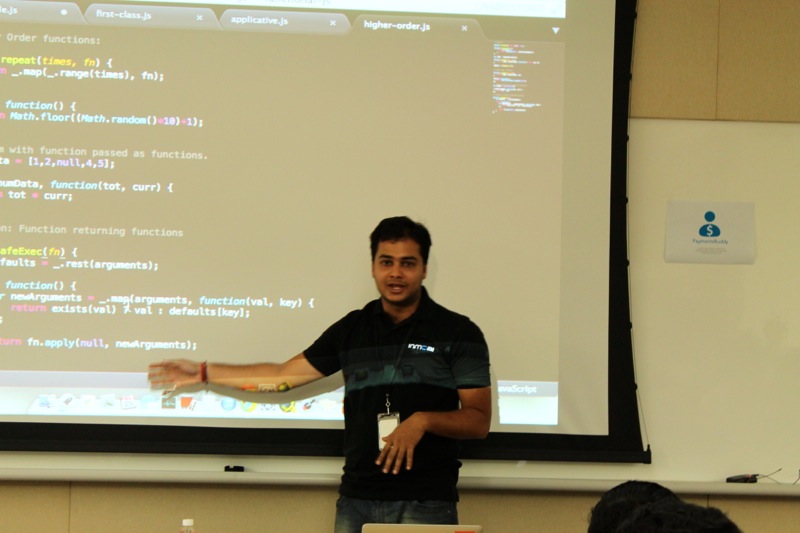 first-class.js
applicative.js
higher-order.js
Order functions:
repeat(times, fn) {
_.map(_.range(times), fn);
function() {
Math.floor((Math.random()*10)+1);
with function passed as functions.
= [1,2,null,4,5];
numData, function(tot, curr) {
tot = curr;
: Function returning functions
afeExec(fn) {
faults = _.rest(arguments);
function() {
newArguments = _.map(arguments, function(val, key) {
return exists(val) ? val : defaults[key];
urn fn.apply(null, newArguments);
PaymentsBuddy
inmobi
avaScript